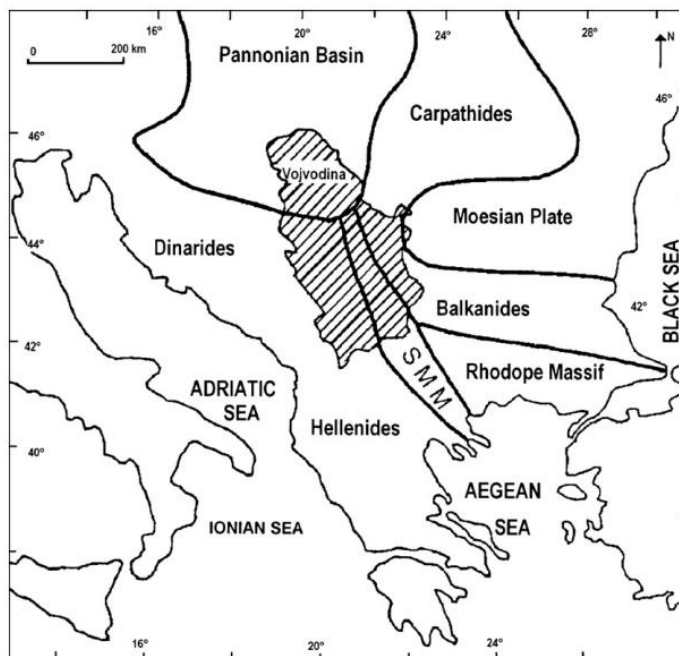 16°
20°
24°
28°
N
0
200 km
Pannonian Basin
46°
Carpathides
46°
Vojvodina
Moesian Plate
44°
Dinarides
BLACK SEA
42°
Balkanides
42°
SMM
Rhodope Massif
ADRIATIC
SEA
Hellenides
40°
AEGEAN
SEA
IONIAN SEA
16°
20°
24°